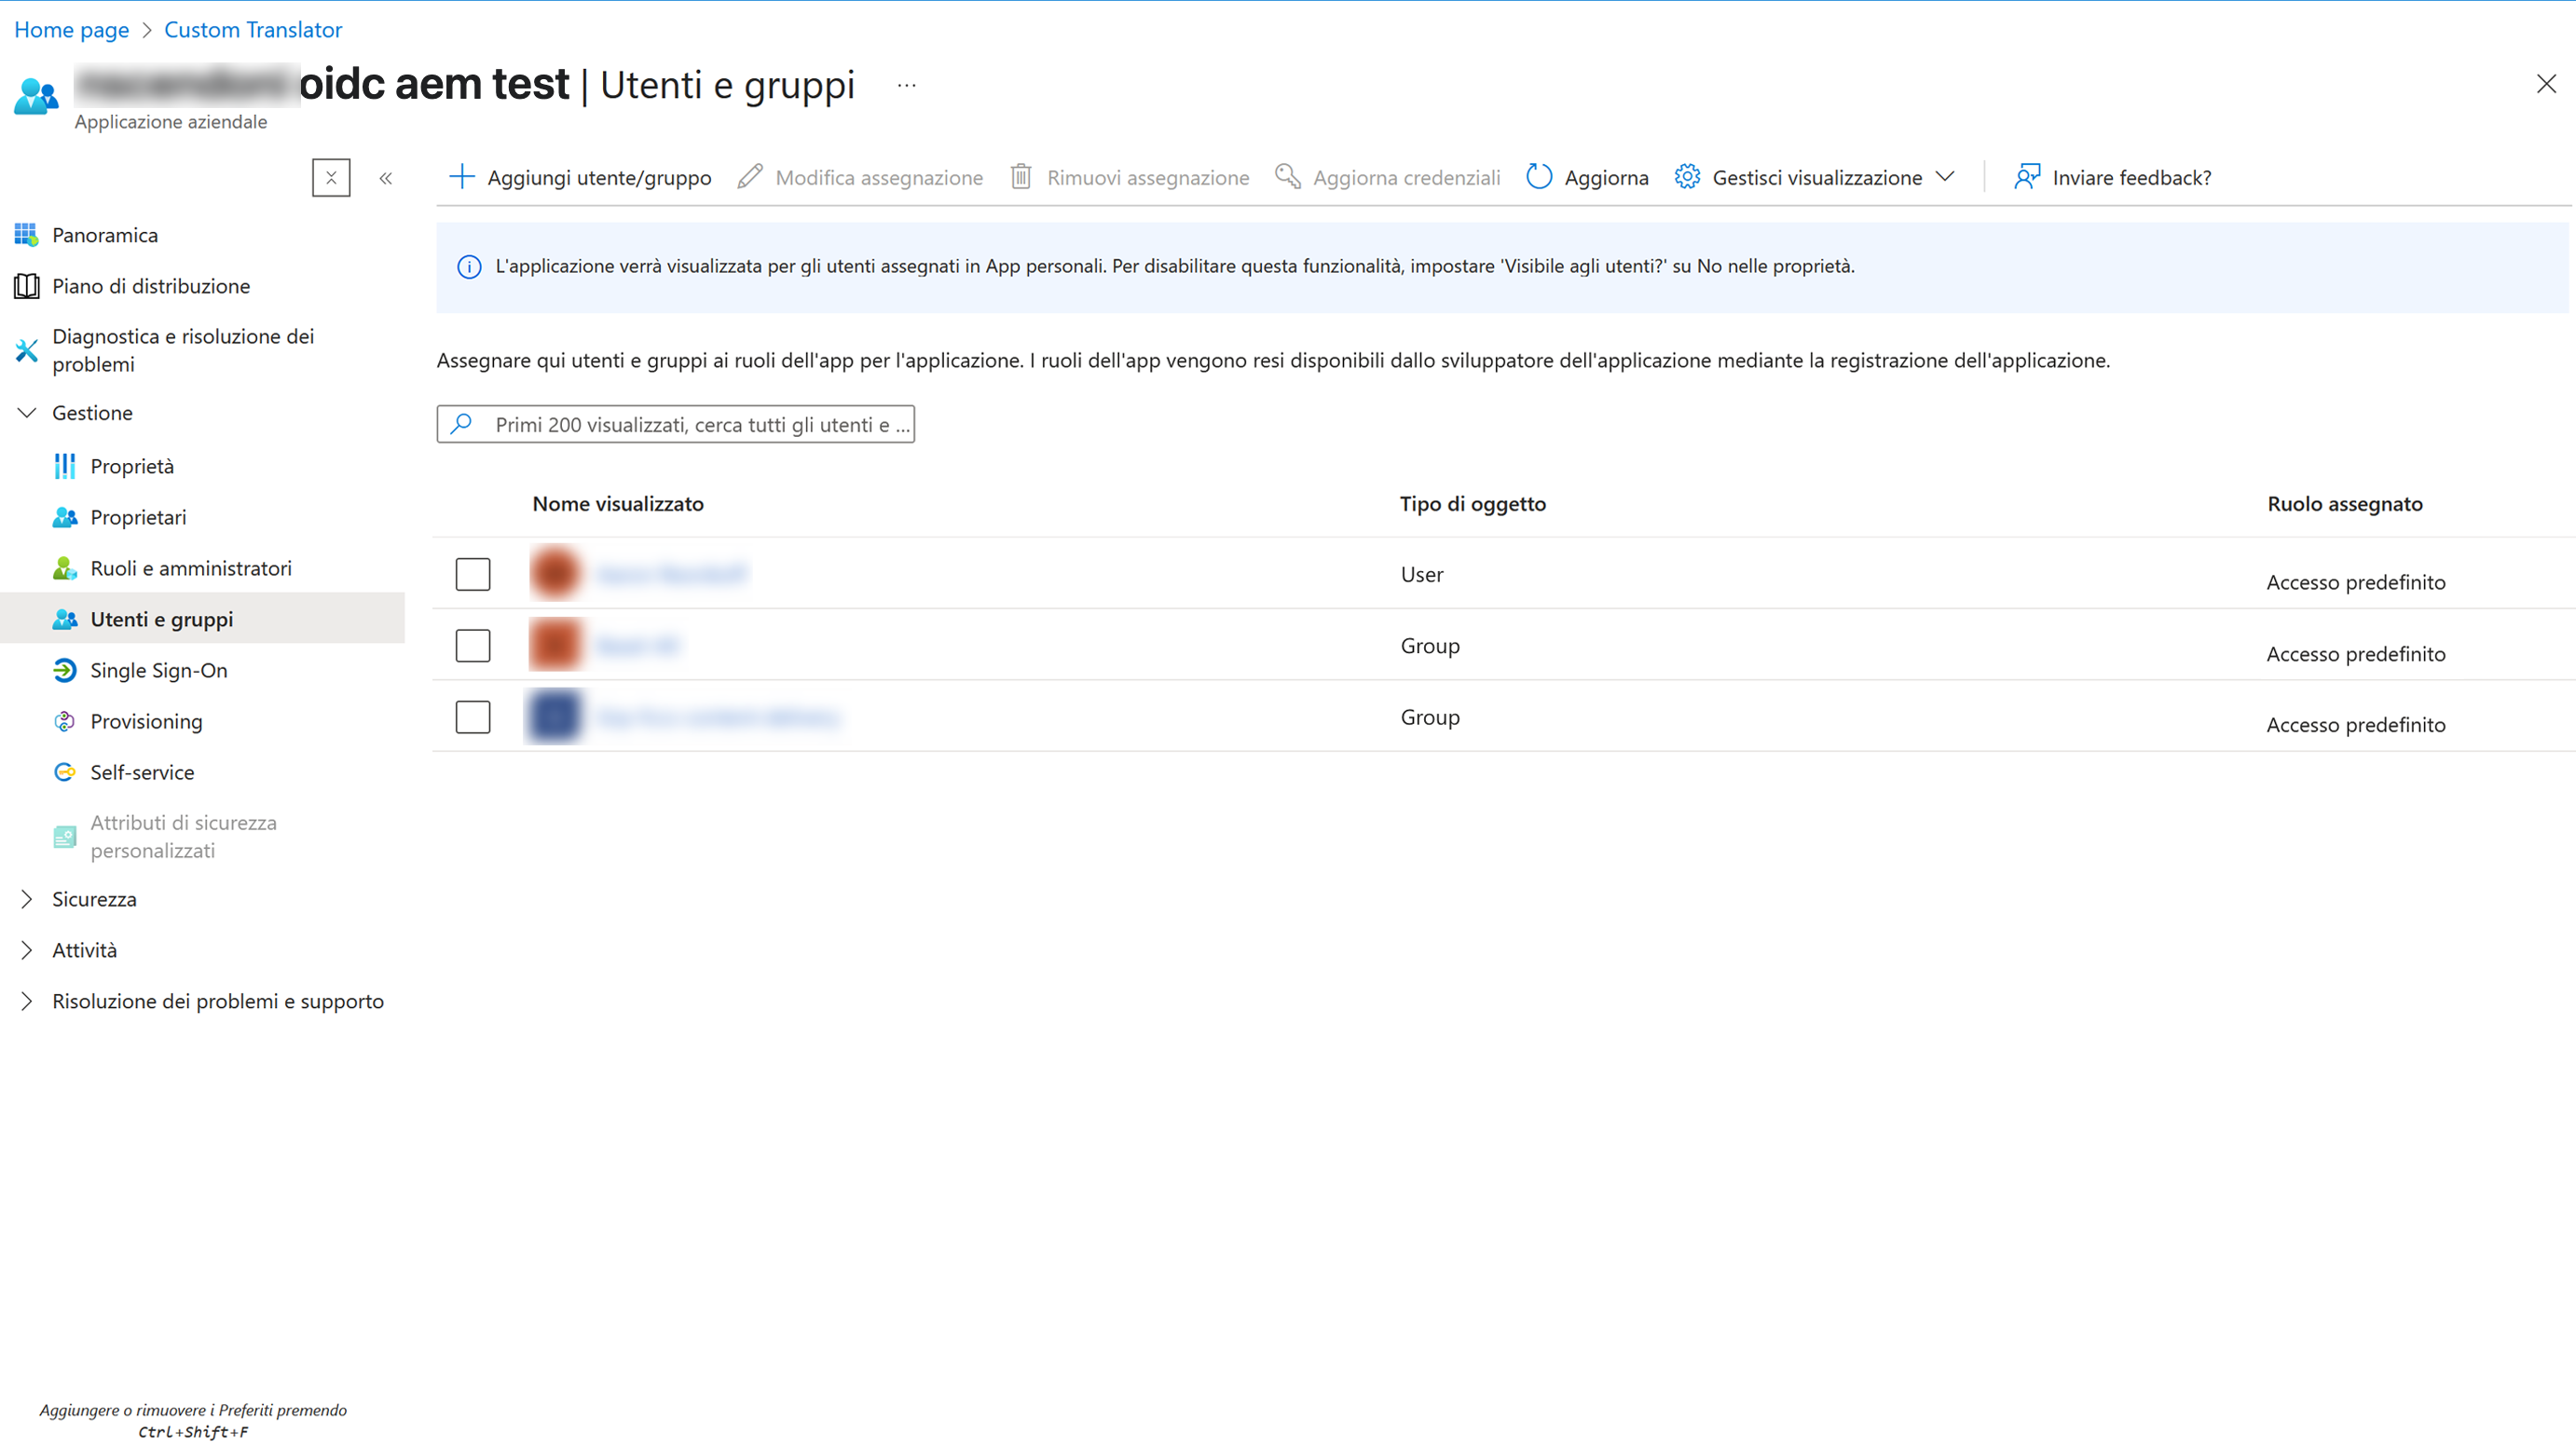 Home page > Custom Translator
oidc aem test | Utenti e gruppi ...
Applicazione aziendale
Aggiungi utente/gruppo Modifica assegnazione Rimuovi assegnazione Aggiorna credenziali Aggiorna Gestisci visualizzazione Inviare feedback?
Panoramica
Piano di distribuzione
Diagnostica e risoluzione dei
problemi
Gestione
Proprietà
Proprietari
Ruoli e amministratori
Utenti e gruppi
Single Sign-On
Provisioning
Self-service
Attributi di sicurezza
personalizzati
Sicurezza
Attività
Risoluzione dei problemi e supporto
Aggiungere o rimuovere i Preferiti premendo
Ctrl+Shift+F
L'applicazione verrà visualizzata per gli utenti assegnati in App personali. Per disabilitare questa funzionalità, impostare 'Visibile agli utenti?' su No nelle proprietà.
Assegnare qui utenti e gruppi ai ruoli dell'app per l'applicazione. I ruoli dell'app vengono resi disponibili dallo sviluppatore dell'applicazione mediante la registrazione dell'applicazione.
Primi 200 visualizzati, cerca tutti gli utenti e ...
Nome visualizzato Tipo di oggetto Ruolo assegnato
User Accesso predefinito
Group Accesso predefinito
Group Accesso predefinito